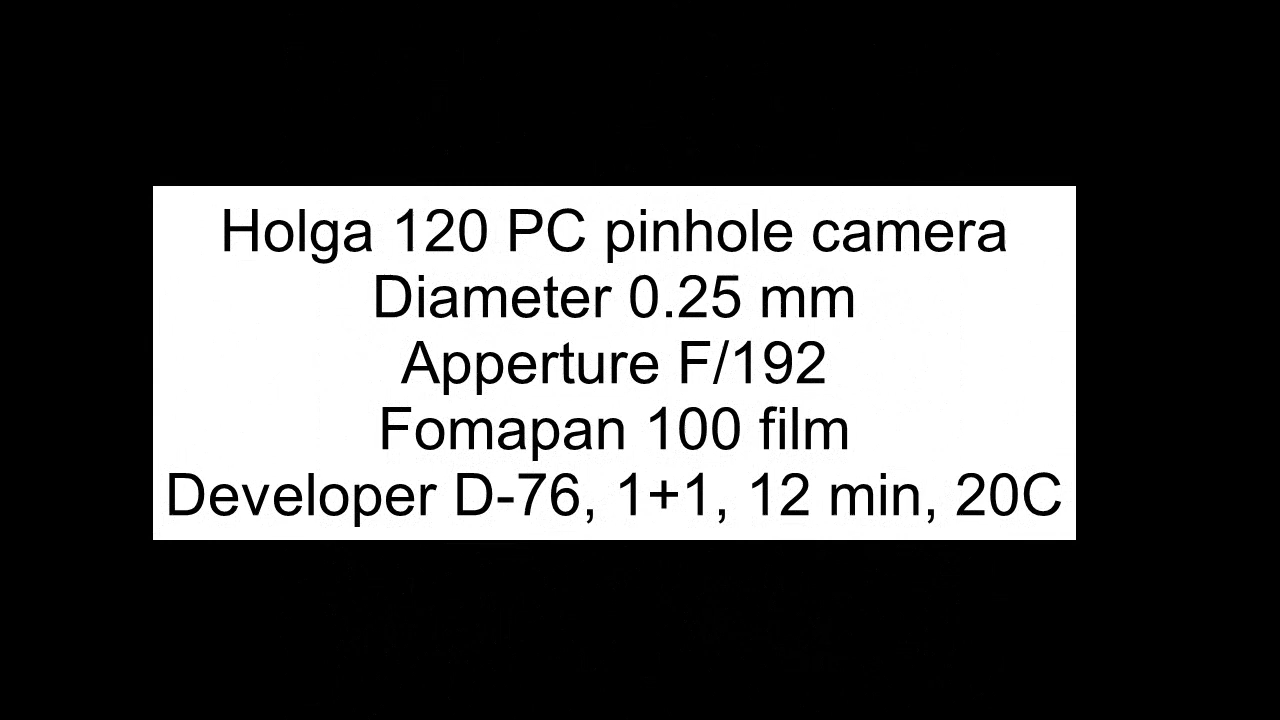 Holga 120 PC pinhole camera
Diameter 0.25 mm
Apperture F/192
Fomapan 100 film
Developer D-76, 1+1, 12 min, 20C